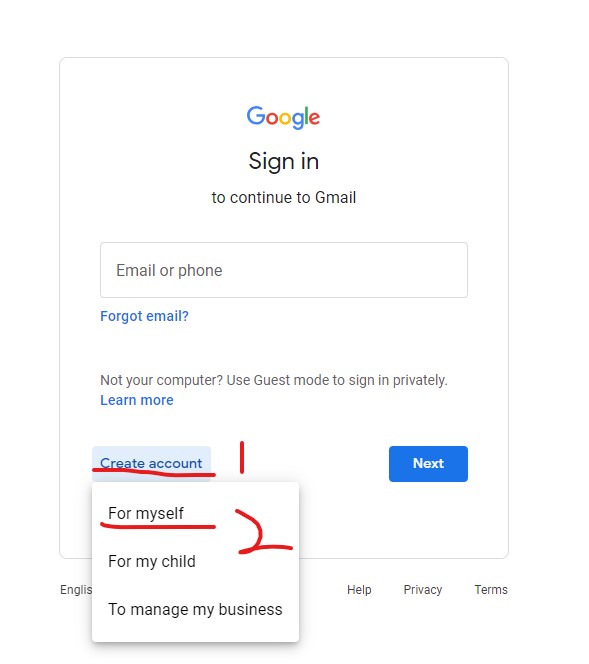 Google
Sign in
to continue to Gmail
Email or phone
Forgot email?
Not your computer? Use Guest mode to sign in privately.
Learn more
Create account 1
Next
For myself 2
For my child
Englis Help Privacy Terms
To manage my business